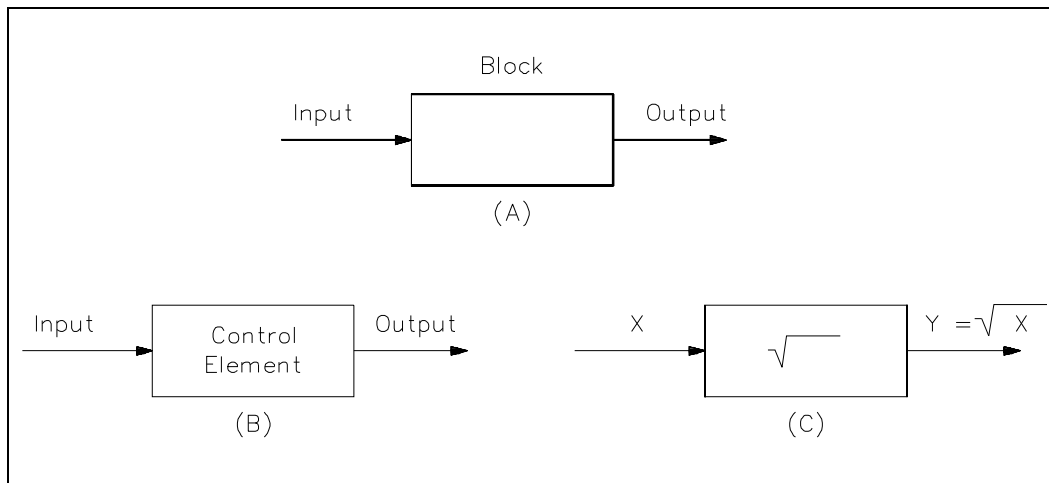 Block
Input
Output
(A)
Input
Control
Element
Output
(B)
X
√
Y = √X
(C)